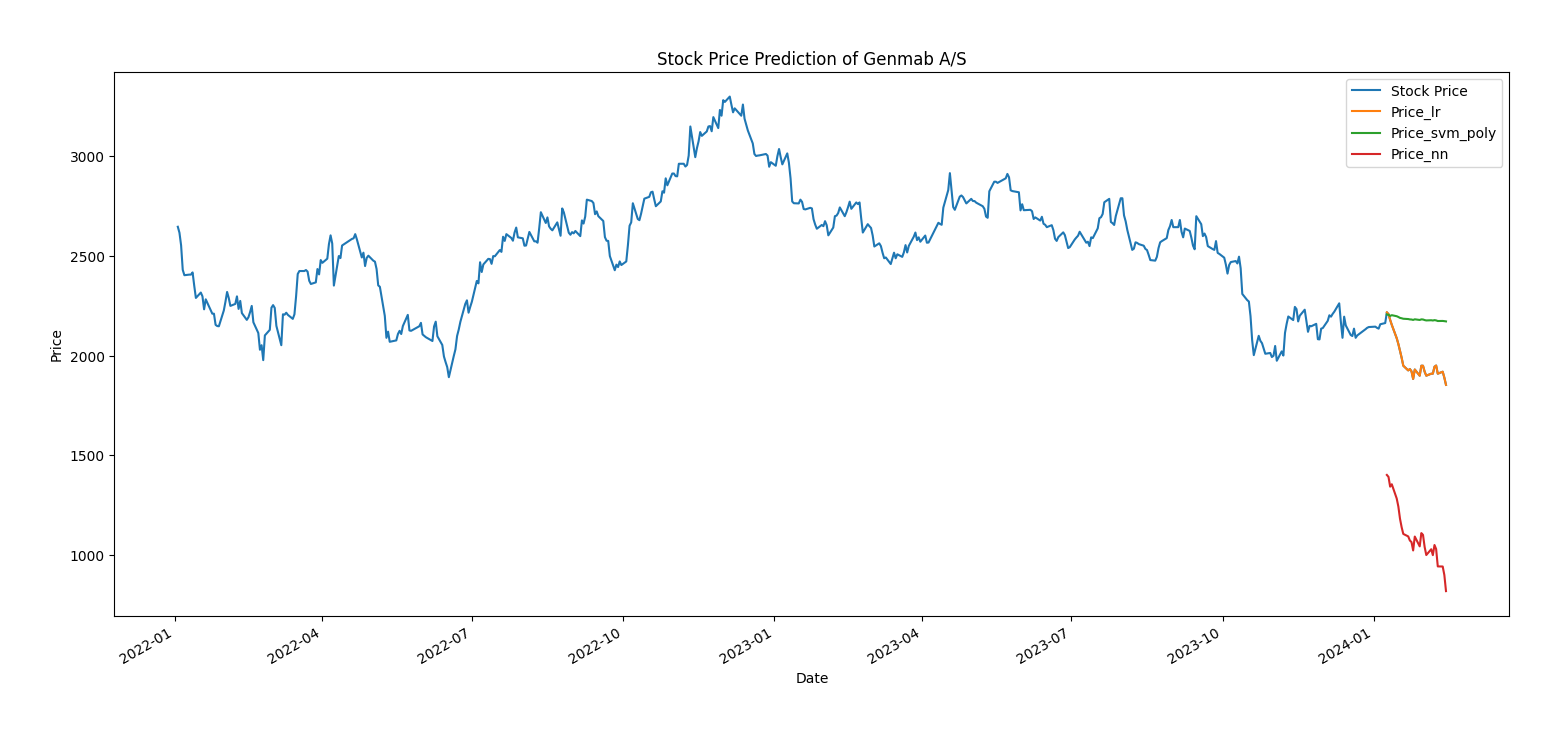 Stock Price Prediction of Genmab A/S
Stock Price
Price_lr
Price_svm_poly
Price_nn
Price
3000
2500
2000
1500
1000
2022-01
2022-04
2022-07
2022-10
2023-01
2023-04
2023-07
2023-10
2024-01
Date